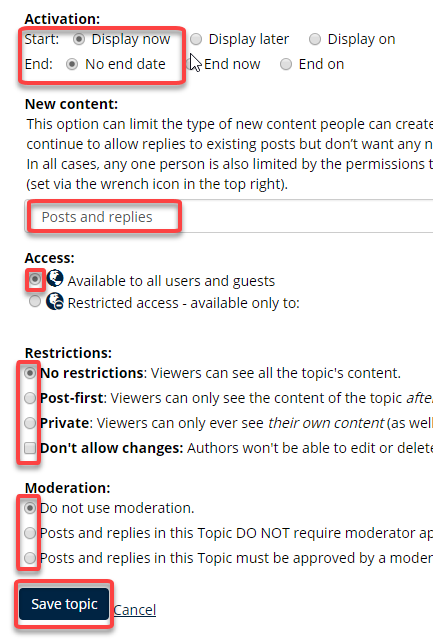 Activation:
Start: Display now Display later Display on
End: No end date End now End on
New content:
This option can limit the type of new content people can create
continue to allow replies to existing posts but don't want any n
In all cases, any one person is also limited by the permissions t
(set via the wrench icon in the top right).
Posts and replies
Access:
Available to all users and guests
Restricted access - available only to:
Restrictions:
No restrictions: Viewers can see all the topic's content.
Post-first: Viewers can only see the content of the topic after
Private: Viewers can only ever see their own content (as well
Don't allow changes: Authors won't be able to edit or delete
Moderation:
Do not use moderation.
Posts and replies in this Topic DO NOT require moderator ap
Posts and replies in this Topic must be approved by a moder
Save topic Cancel